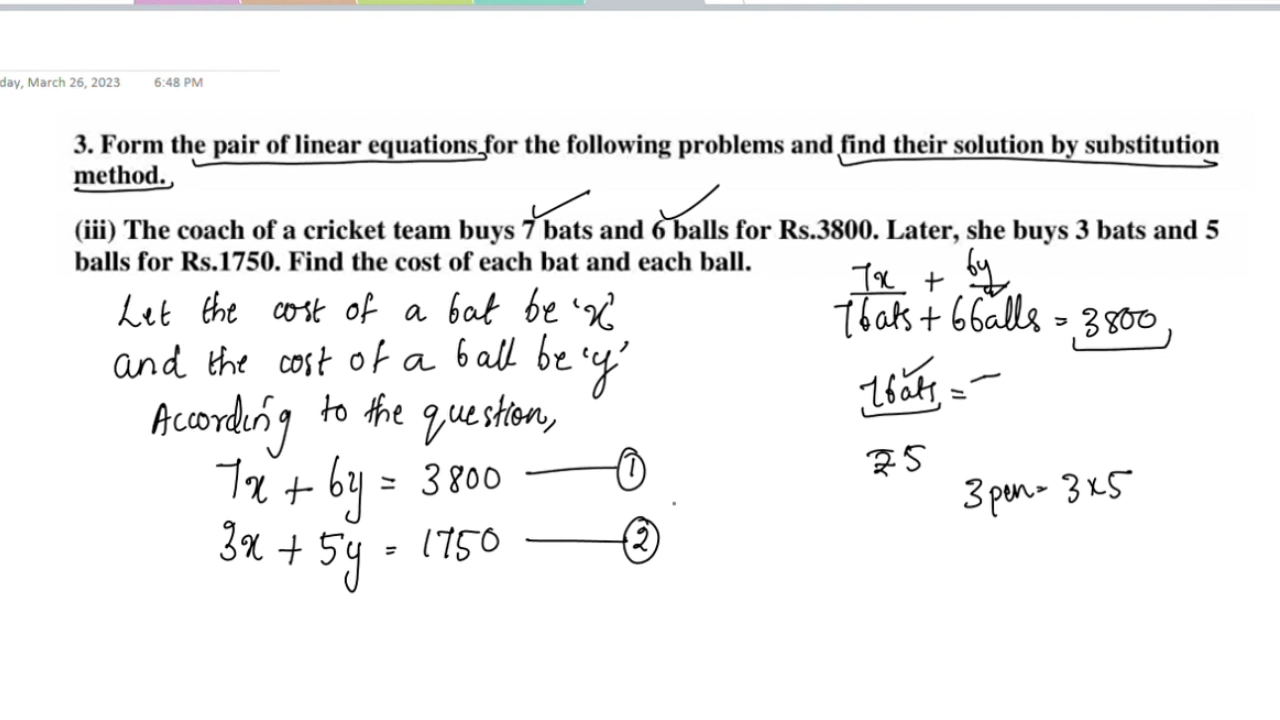 day, March 26, 2023 6:48 PM
3. Form the pair of linear equations for the following problems and find their solution by substitution
method.
(iii) The coach of a cricket team buys 7 bats and 6 balls for Rs.3800. Later, she buys 3 bats and 5
balls for Rs.1750. Find the cost of each bat and each ball.
Let the cost of a bat be 'x'
and the cost of a ball be 'y'
According to the question,
7x + 6y = 3800 ①
3x + 5y = 1750 ②
7x + 6y
7bats + 6balls = 3800
7bats =
₹5
3 pen = 3×5